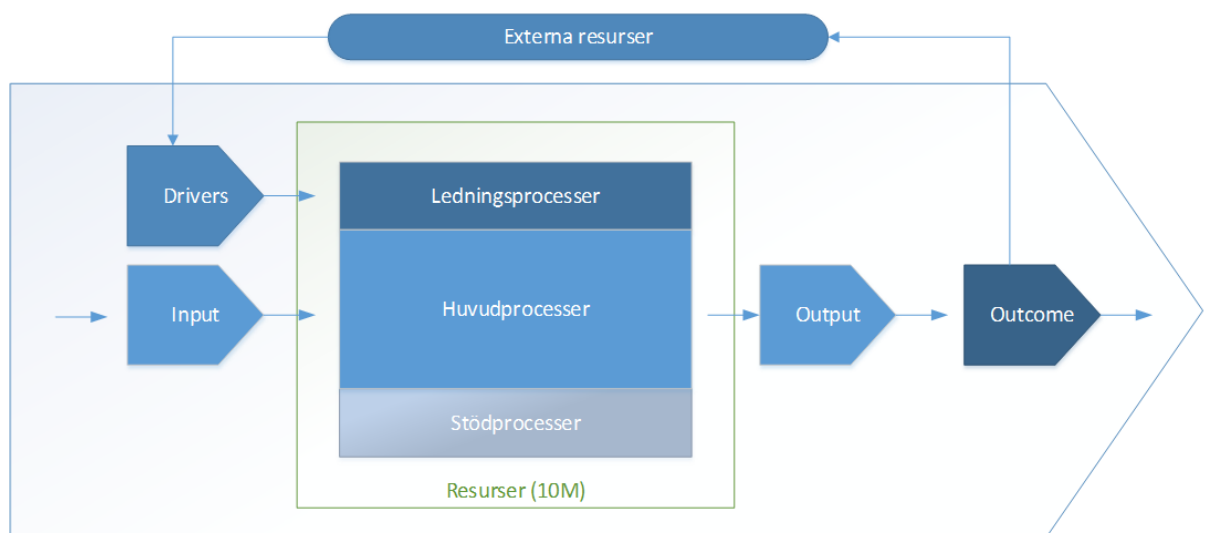 Externa resurser
Drivers
Ledningsprocesser
Input
Huvudprocesser
Output
Outcome
Stödprocesser
Resurser (10M)